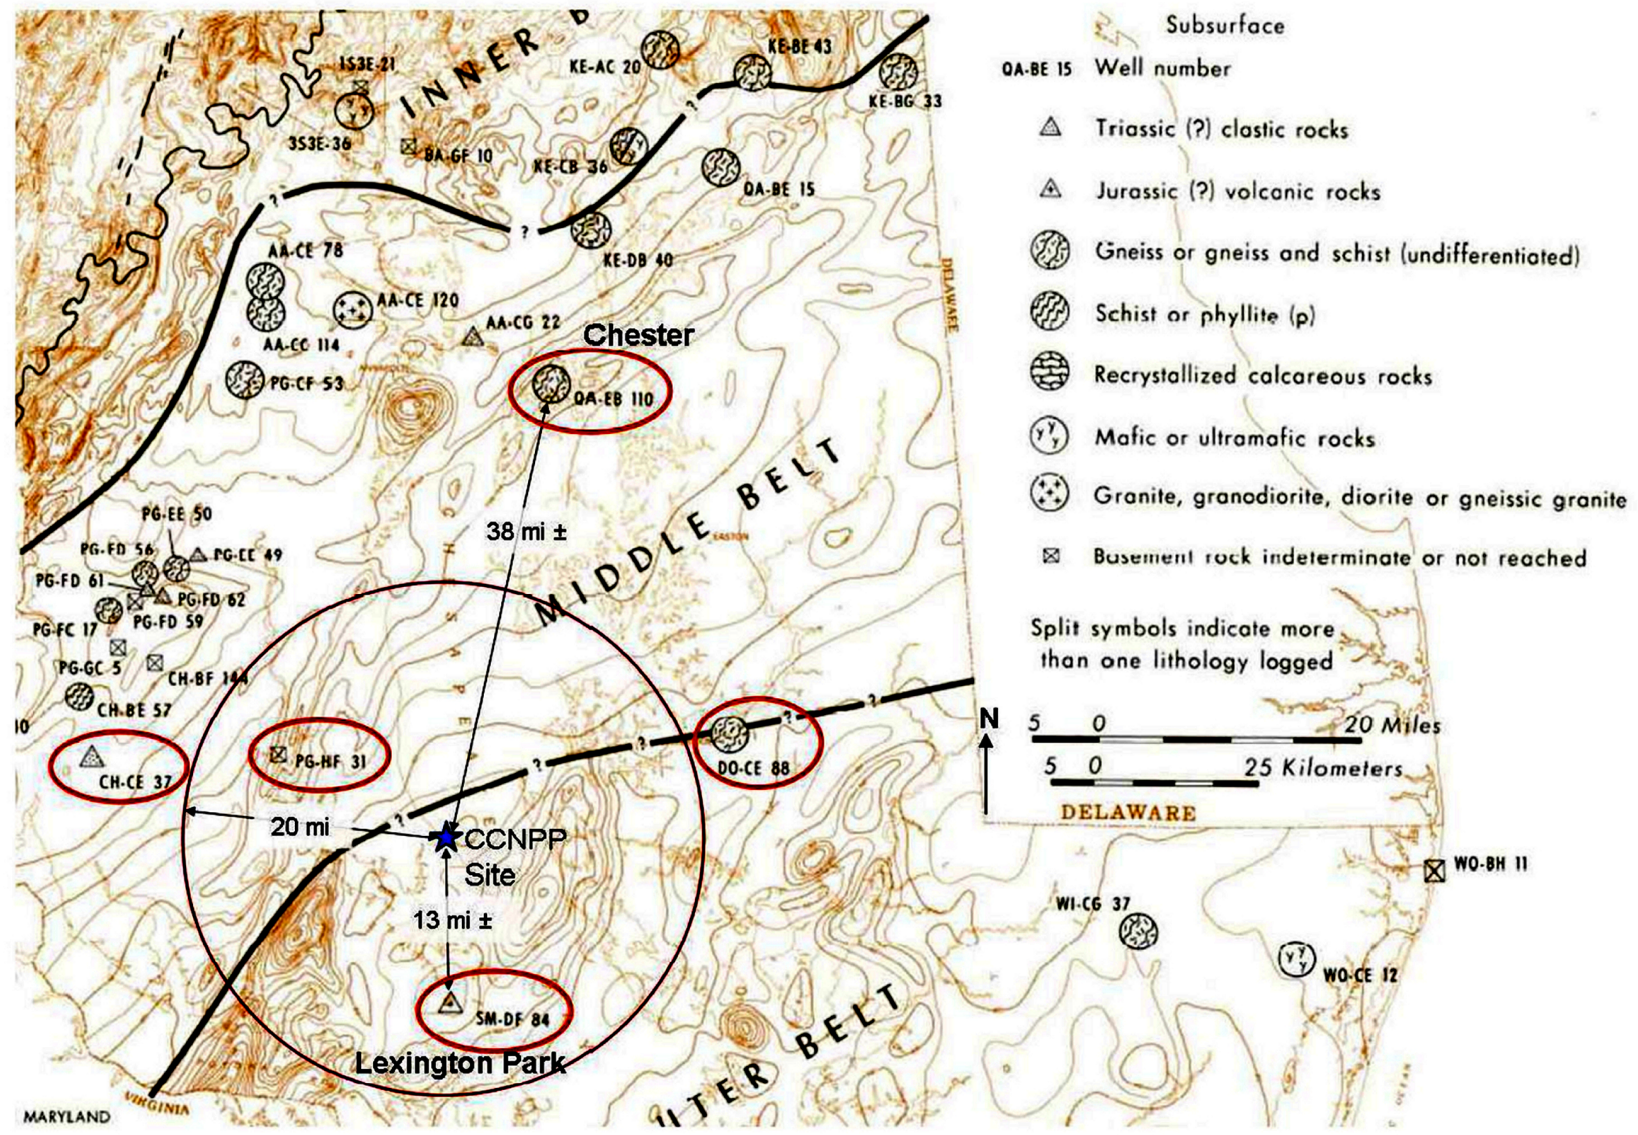 INNER B
1S3E-21
3S3E-36
BA-GF 10
KE-AC 20
KE-BE 43
KE-BG 33
KE-CB 36
QA-BE 15
KE-DB 40
AA-CE 78
AA-CE 120
AA-CC 114
AA-CG 22
PG-CF 53
Chester
QA-EB 110
DELAWARE
MIDDLE BELT
38 mi ±
EASTON
CHESAPEA
PG-EE 50
PG-FD 56
PG-EE 49
PG-FD 61
PG-FD 62
PG-FD 59
PG-FC 17
PG-GC 5
CH-BF 144
CH-BE 57
CH-CE 37
PG-HF 31
DO-CE 88
20 mi
CCNPP
Site
13 mi ±
SM-DF 84
Lexington Park
UTER BELT
VIRGINIA
MARYLAND
Subsurface
QA-BE 15 Well number
Triassic (?) clastic rocks
Jurassic (?) volcanic rocks
Gneiss or gneiss and schist (undifferentiated)
Schist or phyllite (p)
Recrystallized calcareous rocks
Mafic or ultramafic rocks
Granite, granodiorite, diorite or gneissic granite
Basement rock indeterminate or not reached
Split symbols indicate more
than one lithology logged
N
5 0 20 Miles
5 0 25 Kilometers
DELAWARE
WO-BH 11
WI-CG 37
WO-CE 12
OCEAN